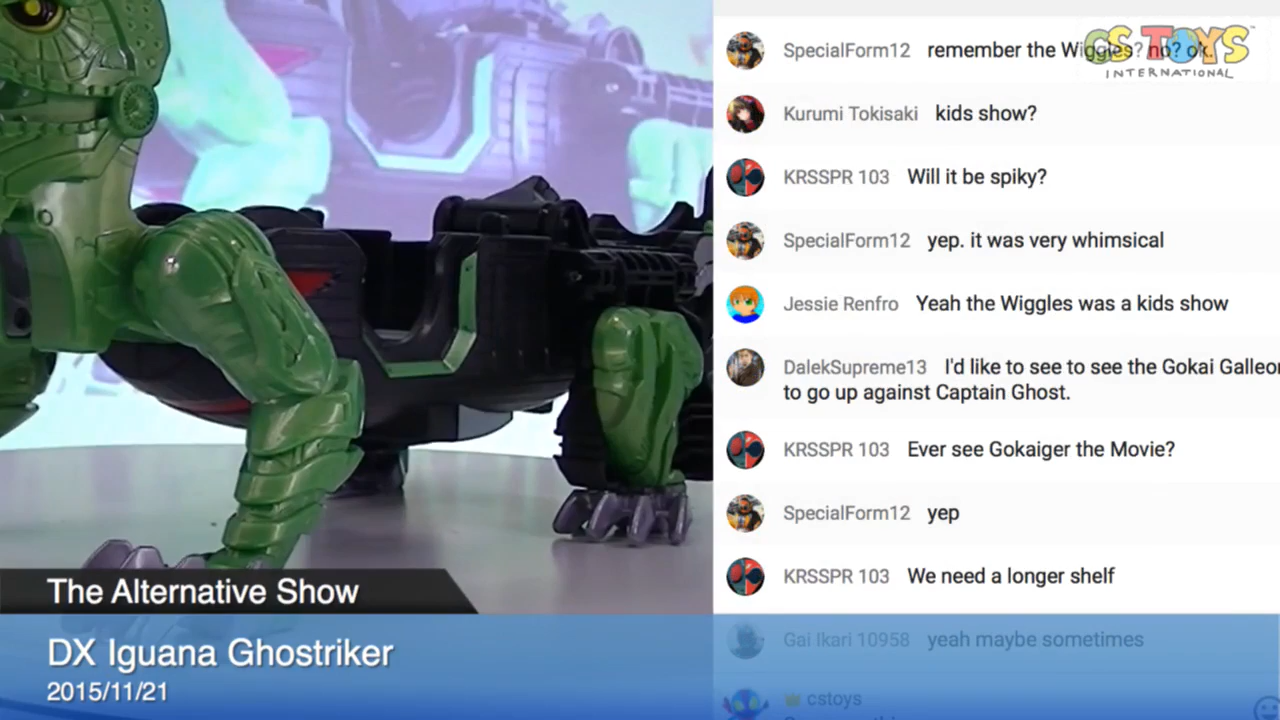 SpecialForm12 remember the Wiggles? no? ok.
CS TOYS
INTERNATIONAL
Kurumi Tokisaki kids show?
KRSSPR 103 Will it be spiky?
SpecialForm12 yep. it was very whimsical
Jessie Renfro Yeah the Wiggles was a kids show
DalekSupreme13 I'd like to see to see the Gokai Galleon
to go up against Captain Ghost.
KRSSPR 103 Ever see Gokaiger the Movie?
SpecialForm12 yep
KRSSPR 103 We need a longer shelf
Gai Ikari 10958 yeah maybe sometimes
cstoys
The Alternative Show
DX Iguana Ghostriker
2015/11/21